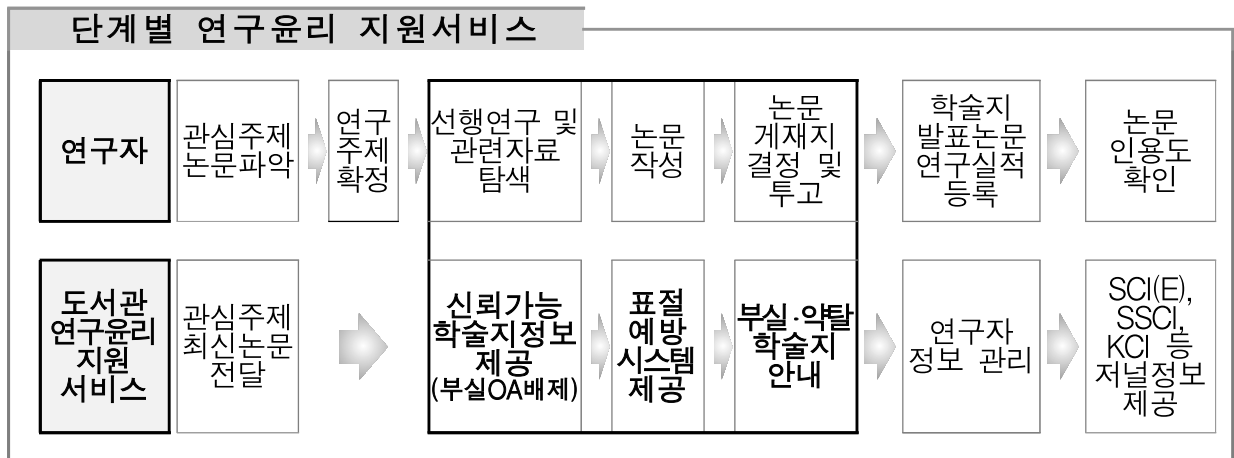 단계별 연구윤리 지원서비스
연구자
관심주제
논문파악
연구
주제
확정
선행연구 및
관련자료
탐색
논문
작성
논문
게재지
결정 및
투고
학술지
발표논문
연구실적
등록
논문
인용도
확인
도서관
연구윤리
지원
서비스
관심주제
최신논문
전달
신뢰가능
학술지정보
제공
(부실OA배제)
표절
예방
시스템
제공
부실·약탈
학술지
안내
연구자
정보 관리
SCI(E),
SSCI,
KCI 등
저널정보
제공